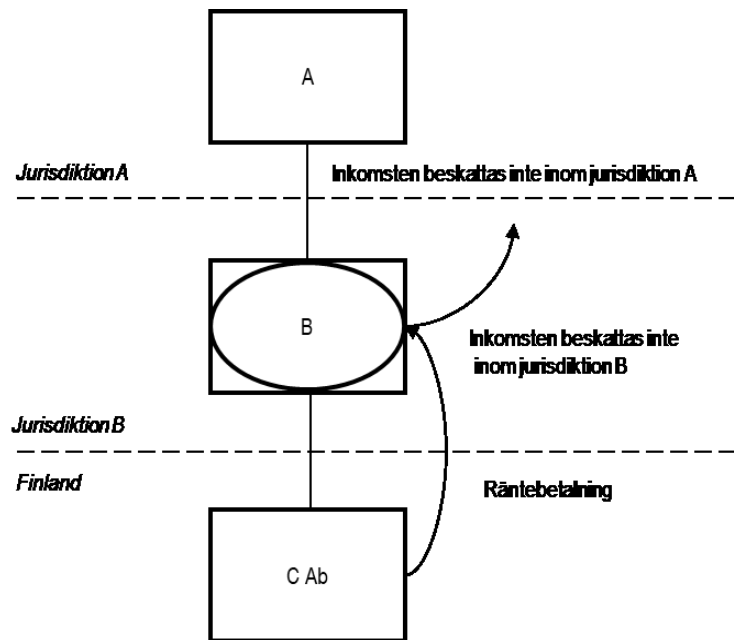 A
Jurisdiktion A
Inkomsten beskattas inte inom jurisdiktion A
B
Inkomsten beskattas inte
inom jurisdiktion B
Jurisdiktion B
Finland
Räntebetalning
C Ab